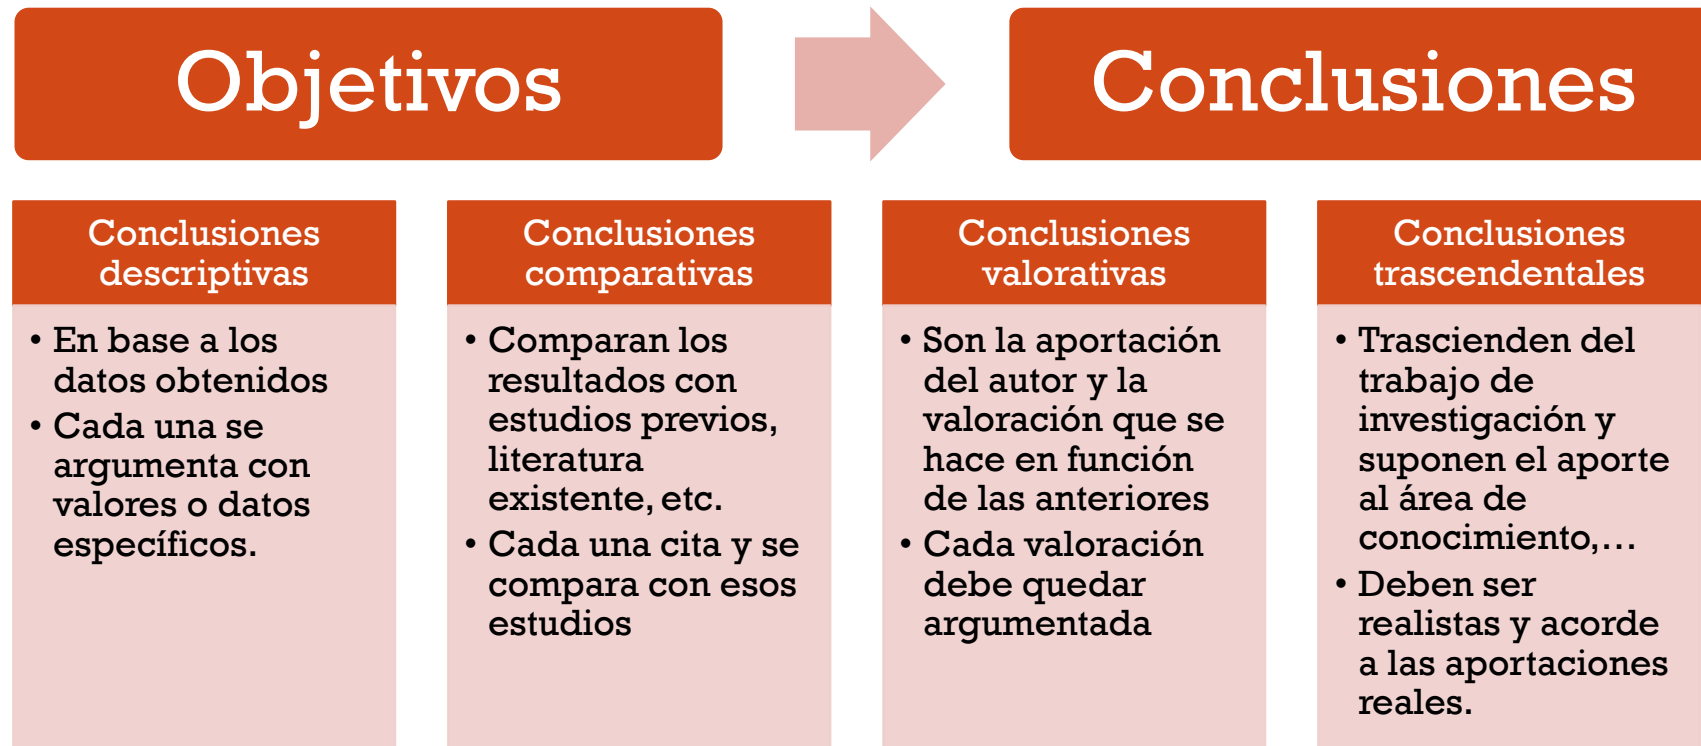 Objetivos
Conclusiones
Conclusiones
descriptivas
• En base a los
datos obtenidos
• Cada una se
argumenta con
valores o datos
específicos.
Conclusiones
comparativas
• Comparan los
resultados con
estudios previos,
literatura
existente, etc.
• Cada una cita y se
compara con esos
estudios
Conclusiones
valorativas
• Son la aportación
del autor y la
valoración que se
hace en función
de las anteriores
• Cada valoración
debe quedar
argumentada
Conclusiones
trascendentales
• Trascienden del
trabajo de
investigación y
suponen el aporte
al área de
conocimiento,…
• Deben ser
realistas y acorde
a las aportaciones
reales.